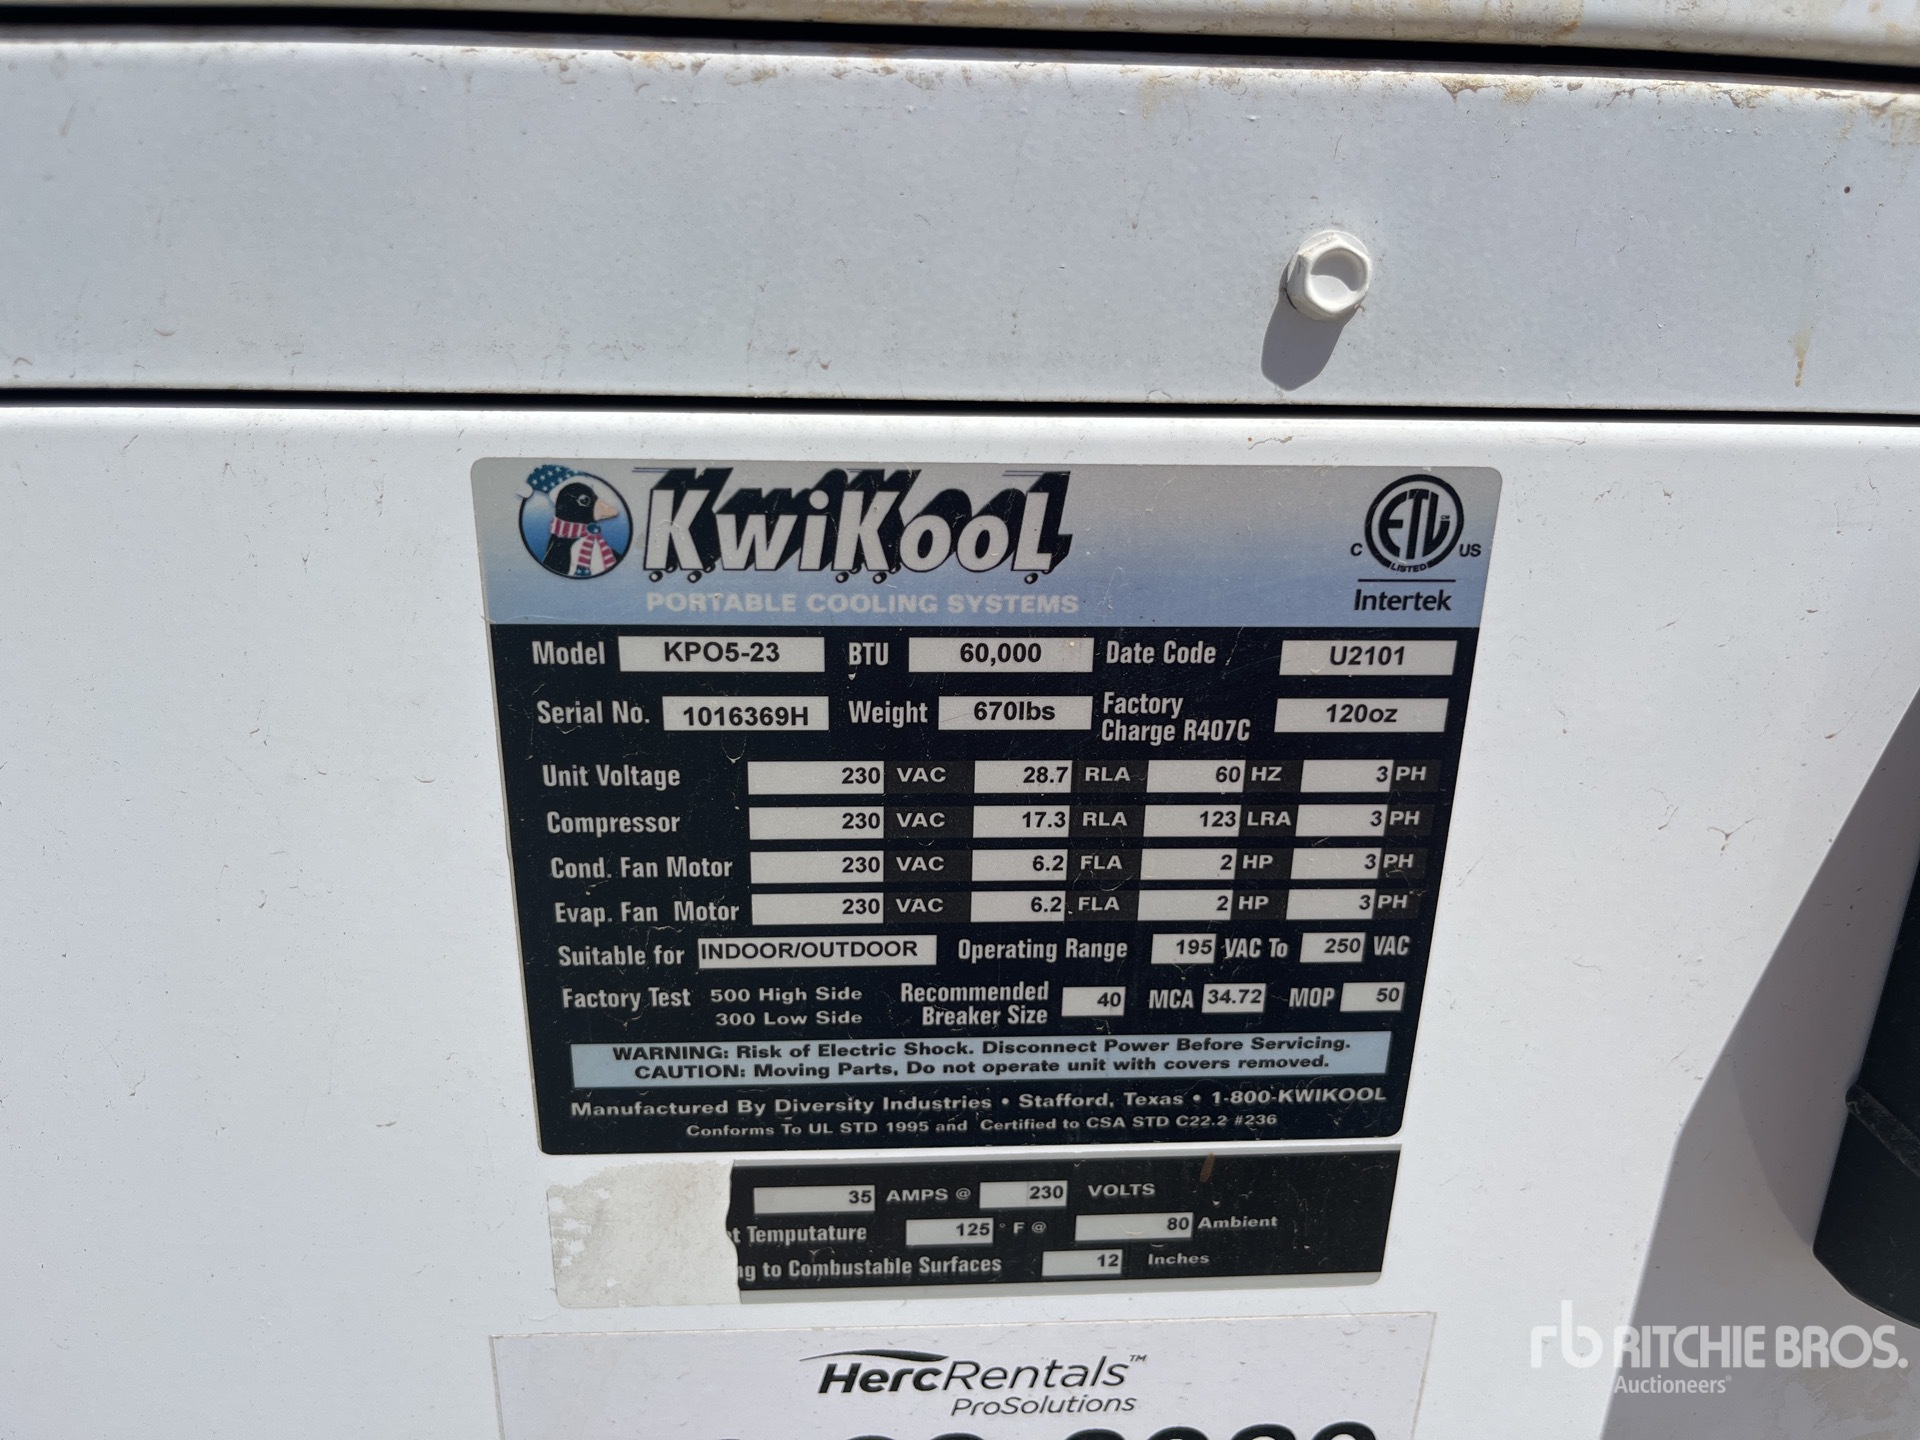 KwiKool
PORTABLE COOLING SYSTEMS
C ETL CM US
LISTED
Intertek
Model KPO5-23 BTU 60,000 Date Code U2101
Serial No. 1016369H Weight 670lbs Factory Charge R407C 120oz
Unit Voltage 230 VAC 28.7 RLA 60 HZ 3 PH
Compressor 230 VAC 17.3 RLA 123 LRA 3 PH
Cond. Fan Motor 230 VAC 6.2 FLA 2 HP 3 PH
Evap. Fan Motor 230 VAC 6.2 FLA 2 HP 3 PH
Suitable for INDOOR/OUTDOOR Operating Range 195 VAC To 250 VAC
Factory Test 500 High Side 300 Low Side Recommended Breaker Size 40 MCA 34.72 MOP 50
WARNING: Risk of Electric Shock. Disconnect Power Before Servicing.
CAUTION: Moving Parts, Do not operate unit with covers removed.
Manufactured By Diversity Industries • Stafford, Texas • 1-800-KWIKOOL
Conforms To UL STD 1995 and Certified to CSA STD C22.2 #236
35 AMPS @ 230 VOLTS
Temputature 125 ° F @ 80 Ambient
to Combustable Surfaces 12 Inches
HercRentals™
ProSolutions
rb RITCHIE BROS.
Auctioneers®